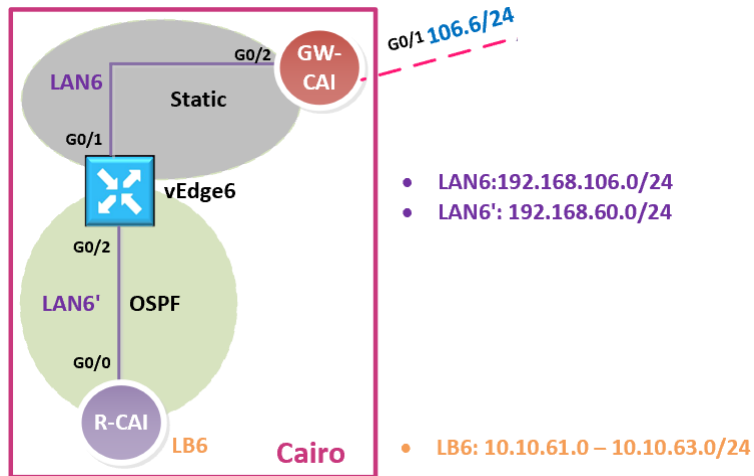 G0/2
GW-
CAI
G0/1 106.6/24
LAN6
Static
G0/1
vEdge6
G0/2
LAN6'
OSPF
G0/0
R-CAI
LB6
Cairo
• LAN6:192.168.106.0/24
• LAN6': 192.168.60.0/24
• LB6: 10.10.61.0 – 10.10.63.0/24